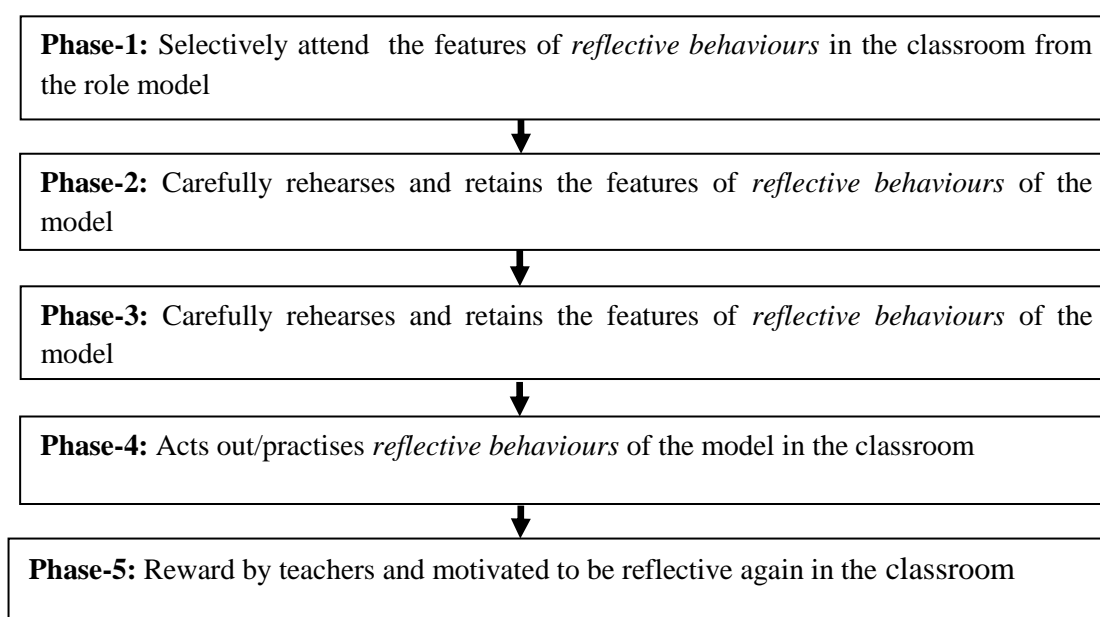 Phase-1: Selectively attend the features of reflective behaviours in the classroom from
the role model
Phase-2: Carefully rehearses and retains the features of reflective behaviours of the
model
Phase-3: Carefully rehearses and retains the features of reflective behaviours of the
model
Phase-4: Acts out/practises reflective behaviours of the model in the classroom
Phase-5: Reward by teachers and motivated to be reflective again in the classroom